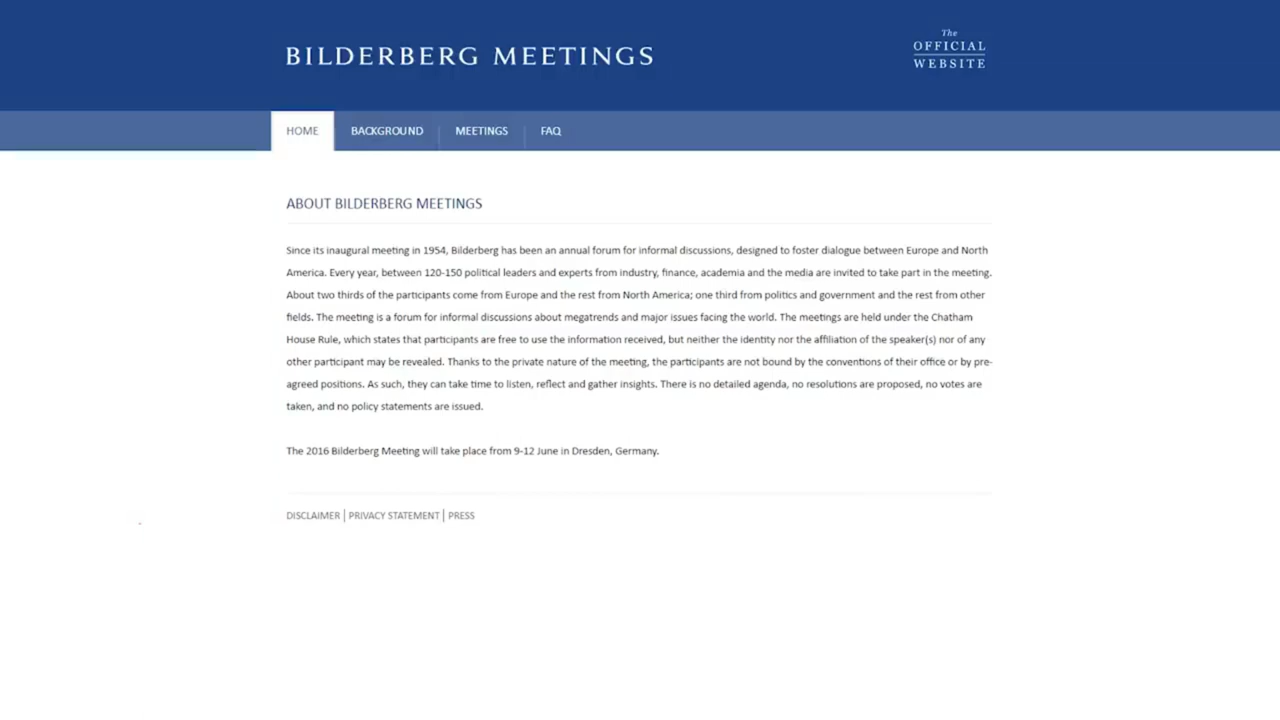 BILDERBERG MEETINGS
The
OFFICIAL
WEBSITE
HOME BACKGROUND MEETINGS FAQ
ABOUT BILDERBERG MEETINGS
Since its inaugural meeting in 1954, Bilderberg has been an annual forum for informal discussions, designed to foster dialogue between Europe and North
America. Every year, between 120-150 political leaders and experts from industry, finance, academia and the media are invited to take part in the meeting.
About two thirds of the participants come from Europe and the rest from North America; one third from politics and government and the rest from other
fields. The meeting is a forum for informal discussions about megatrends and major issues facing the world. The meetings are held under the Chatham
House Rule, which states that participants are free to use the information received, but neither the identity nor the affiliation of the speaker(s) nor of any
other participant may be revealed. Thanks to the private nature of the meeting, the participants are not bound by the conventions of their office or by pre-
agreed positions. As such, they can take time to listen, reflect and gather insights. There is no detailed agenda, no resolutions are proposed, no votes are
taken, and no policy statements are issued.
The 2016 Bilderberg Meeting will take place from 9-12 June in Dresden, Germany.
DISCLAIMER | PRIVACY STATEMENT | PRESS